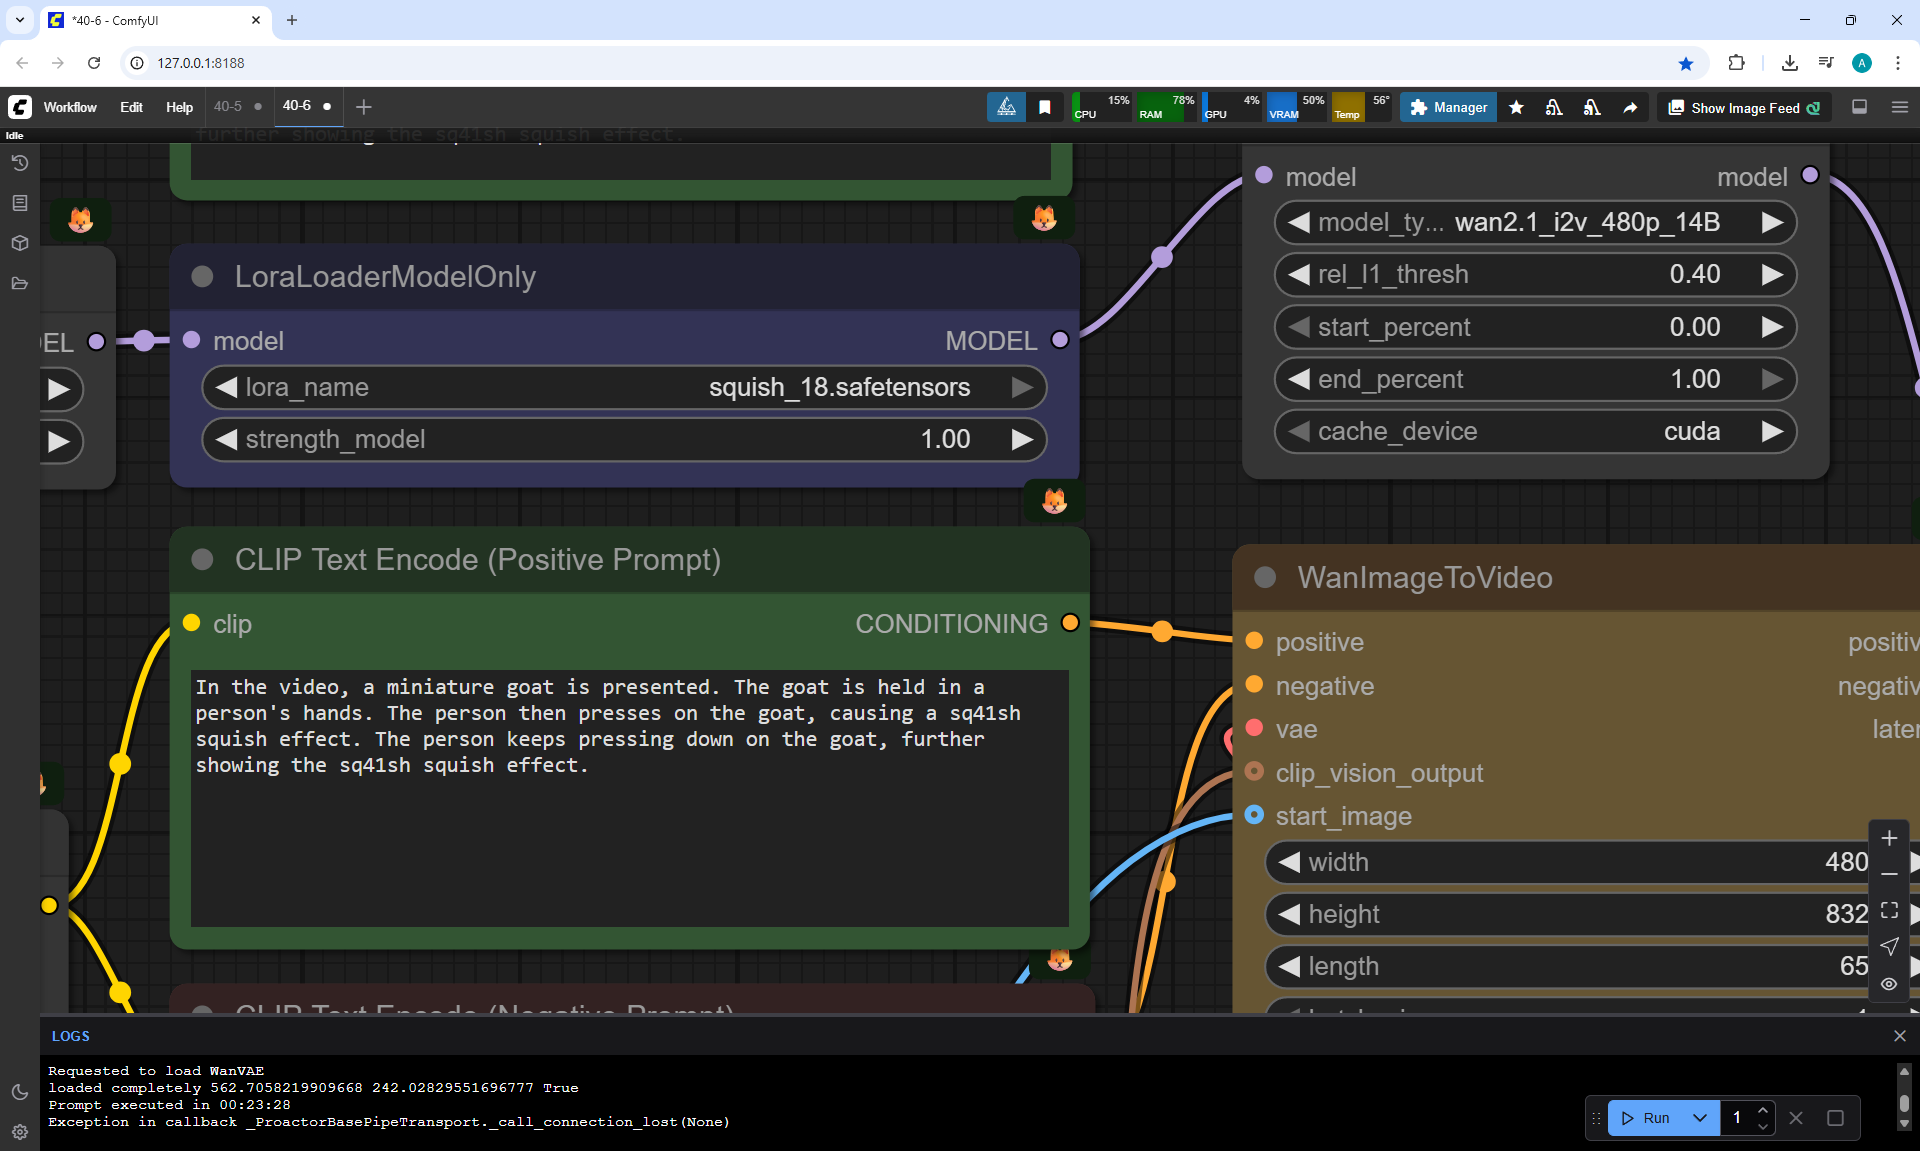 *40-6 - ComfyUI
127.0.0.1:8188
Workflow Edit Help 40-5 40-6
CPU 15% RAM 78% GPU 4% VRAM 50% Temp 56° Manager Show Image Feed
Idle
further showing the sq41sh squish effect.
LoraLoaderModelOnly
model MODEL
lora_name squish_18.safetensors
strength_model 1.00
model model
model_ty... wan2.1_i2v_480p_14B
rel_l1_thresh 0.40
start_percent 0.00
end_percent 1.00
cache_device cuda
CLIP Text Encode (Positive Prompt)
clip CONDITIONING
In the video, a miniature goat is presented. The goat is held in a
person's hands. The person then presses on the goat, causing a sq41sh
squish effect. The person keeps pressing down on the goat, further
showing the sq41sh squish effect.
WanImageToVideo
positive positiv
negative negativ
vae later
clip_vision_output
start_image
width 480
height 832
length 65
CLIP Text Encode (Negative Prompt)
LOGS
Requested to load WanVAE
loaded completely 562.7058219909668 242.02829551696777 True
Prompt executed in 00:23:28
Exception in callback _ProactorBasePipeTransport._call_connection_lost(None)
Run 1
A